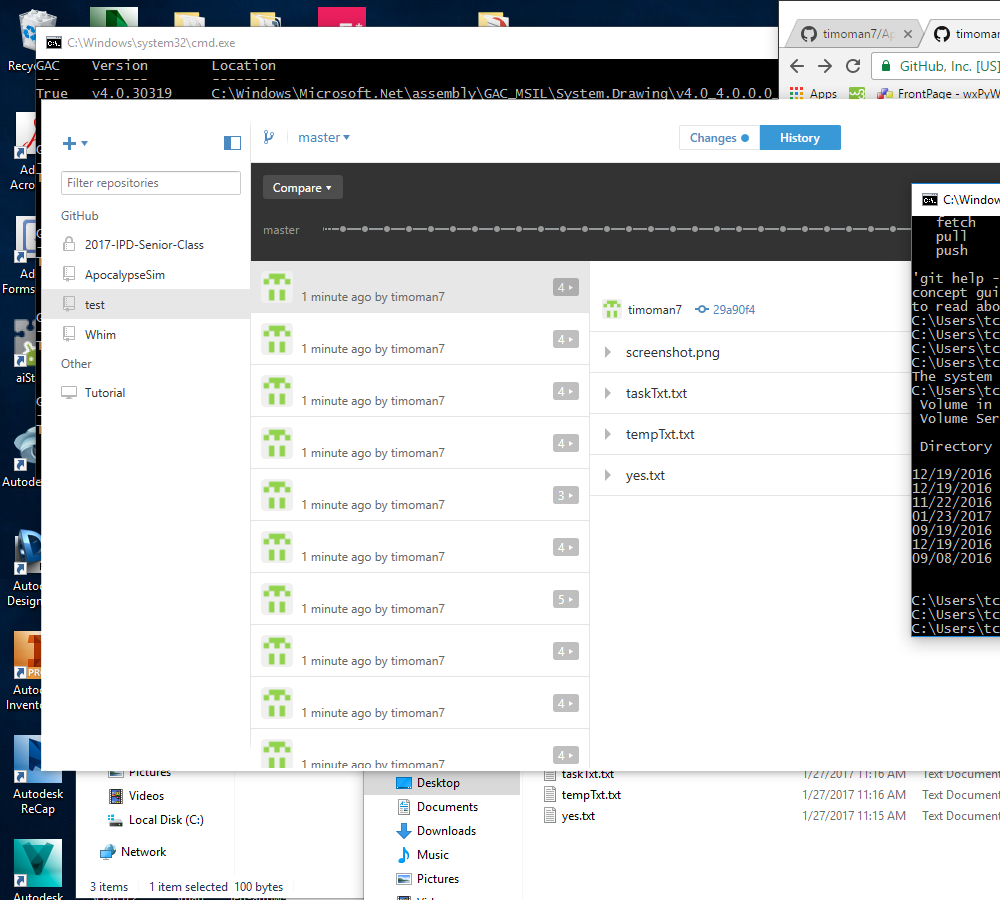 C:\Windows\system32\cmd.exe
GAC Version Location
--- ------- --------
True v4.0.30319 C:\Windows\Microsoft.Net\assembly\GAC_MSIL\System.Drawing\v4.0_4.0.0.0
timoman7/Ap
timoman
GitHub, Inc. [US]
Apps
FrontPage - wxPyW
master
Changes
History
Filter repositories
GitHub
2017-IPD-Senior-Class
ApocalypseSim
test
Whim
Other
Tutorial
Compare
master
1 minute ago by timoman7
4
1 minute ago by timoman7
4
1 minute ago by timoman7
4
1 minute ago by timoman7
4
1 minute ago by timoman7
3
1 minute ago by timoman7
4
1 minute ago by timoman7
5
1 minute ago by timoman7
4
1 minute ago by timoman7
4
1 minute ago by timoman7
4
timoman7 29a90f4
screenshot.png
taskTxt.txt
tempTxt.txt
yes.txt
C:\Window
fetch
pull
push
'git help -
concept gui
to read abo
C:\Users\tc
C:\Users\tc
C:\Users\tc
C:\Users\tc
The system
C:\Users\tc
Volume in
Volume Ser
Directory
12/19/2016
12/19/2016
11/22/2016
01/23/2017
09/19/2016
12/19/2016
09/08/2016
C:\Users\tc
C:\Users\tc
C:\Users\tc
Recy
Ad
Acro
Ad
Forms
aiSt
Autode
Autod
Design
Autod
Invento
Autodesk
ReCap
Autodesk
Pictures
Videos
Local Disk (C:)
Network
3 items 1 item selected 100 bytes
Desktop
Documents
Downloads
Music
Pictures
taskTxt.txt 1/27/2017 11:16 AM Text Document
tempTxt.txt 1/27/2017 11:16 AM Text Document
yes.txt 1/27/2017 11:15 AM Text Document